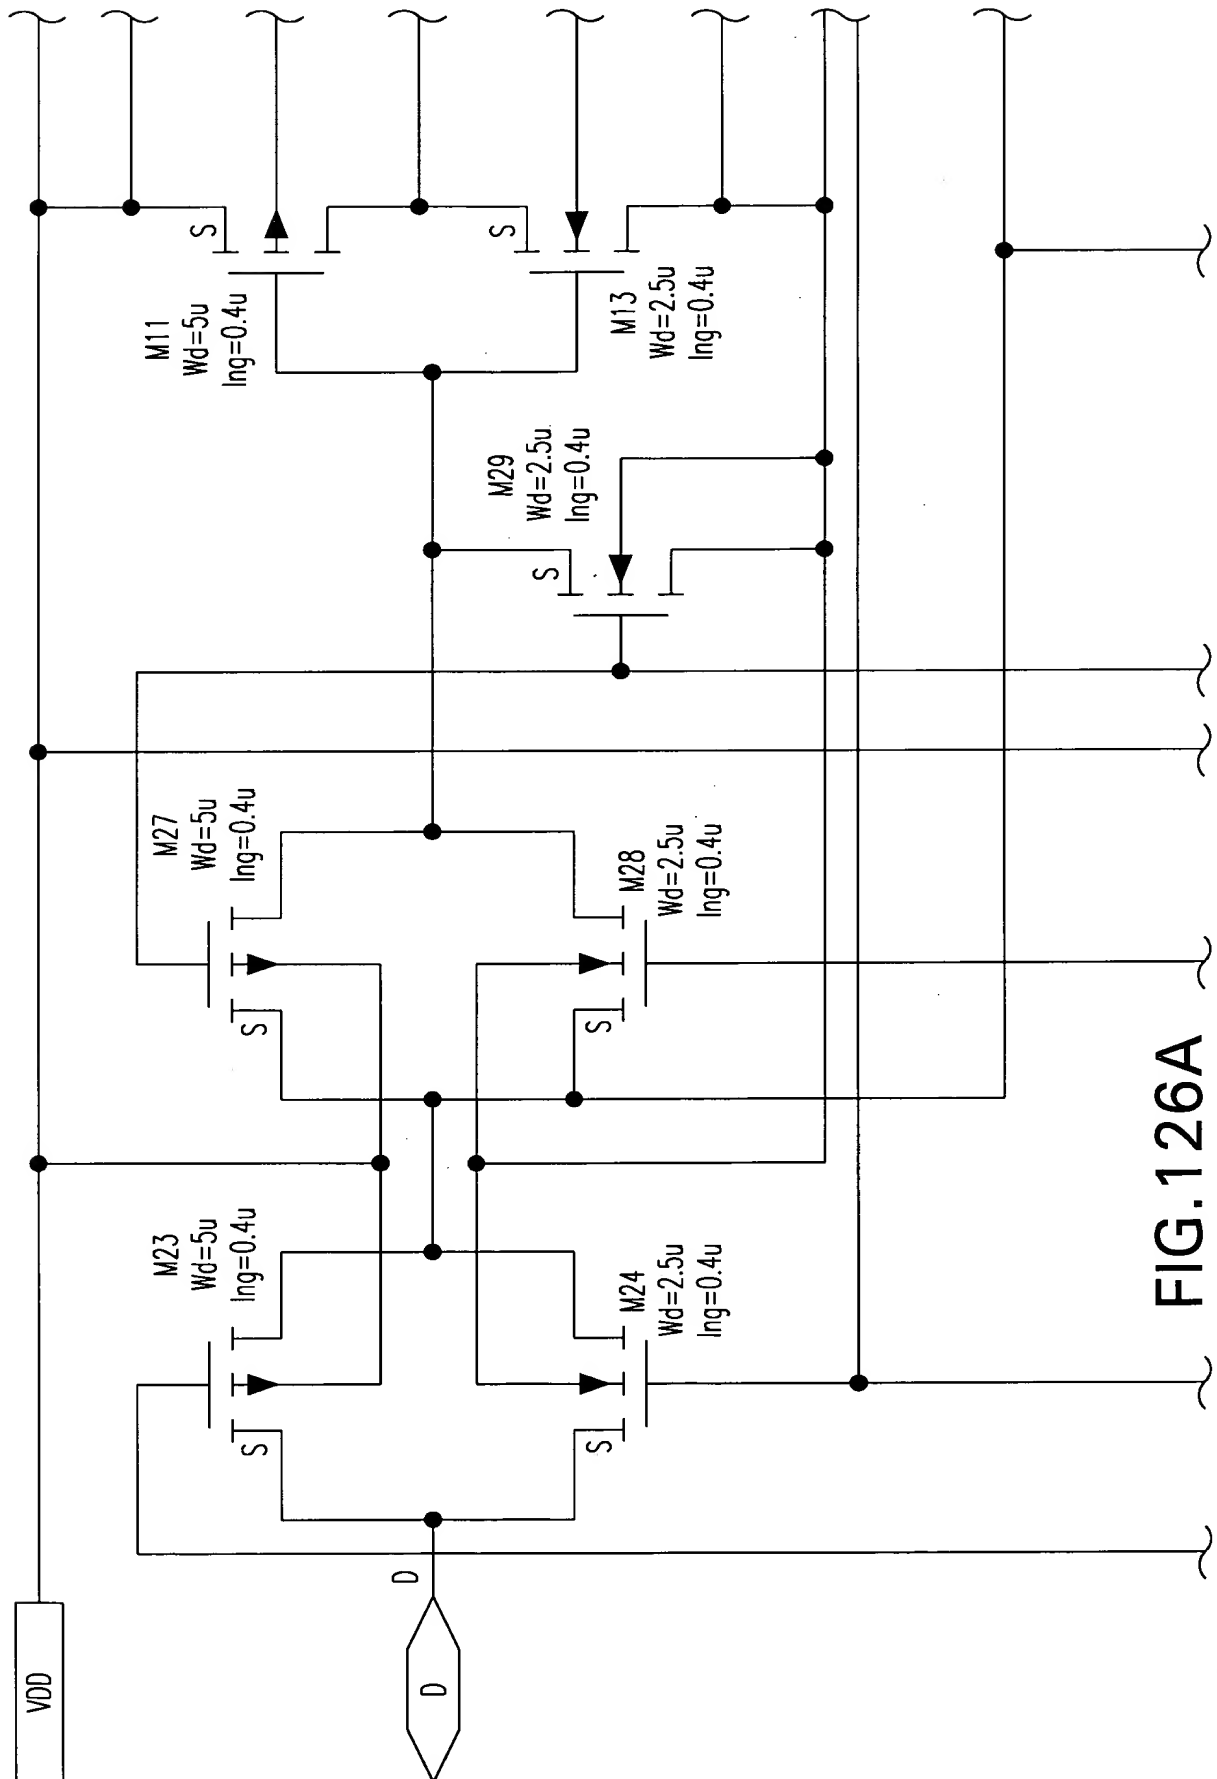 VDD
D
D
M23
Wd=5u
lng=0.4u
S
M24
Wd=2.5u
lng=0.4u
S
M27
Wd=5u
lng=0.4u
S
M28
Wd=2.5u
lng=0.4u
S
M29
Wd=2.5u
lng=0.4u
S
M11
Wd=5u
lng=0.4u
S
M13
Wd=2.5u
lng=0.4u
S
FIG.126A